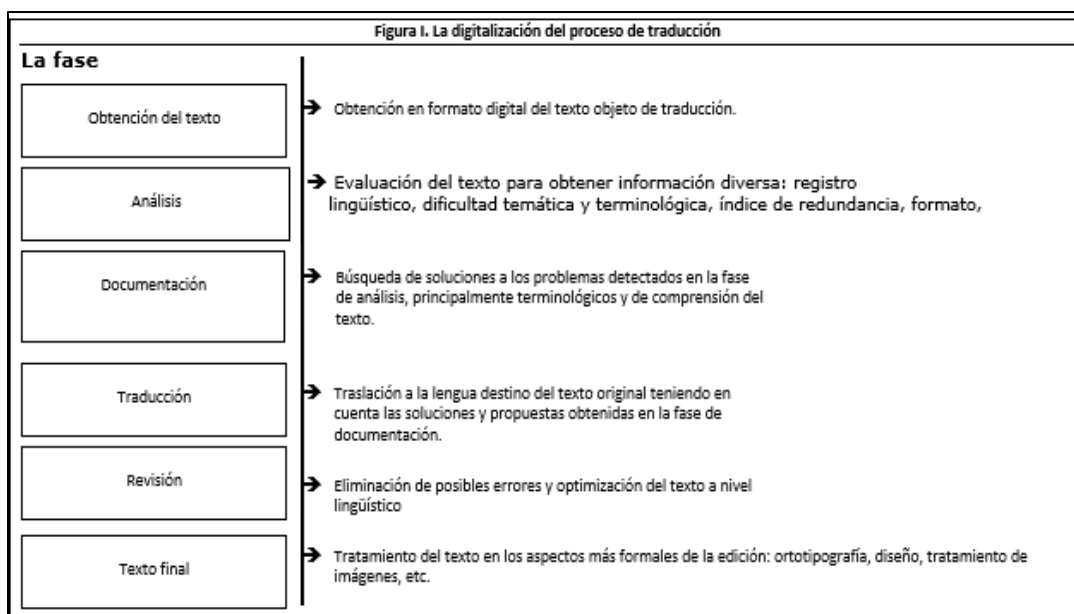 Figura I. La digitalización del proceso de traducción
La fase
Obtención del texto
Obtención en formato digital del texto objeto de traducción.
Análisis
Evaluación del texto para obtener información diversa: registro
lingüístico, dificultad temática y terminológica, índice de redundancia, formato,
Documentación
Búsqueda de soluciones a los problemas detectados en la fase
de análisis, principalmente terminológicos y de comprensión del
texto.
Traducción
Traslación a la lengua destino del texto original teniendo en
cuenta las soluciones y propuestas obtenidas en la fase de
documentación.
Revisión
Eliminación de posibles errores y optimización del texto a nivel
lingüístico
Texto final
Tratamiento del texto en los aspectos más formales de la edición: ortotipografía, diseño, tratamiento de
imágenes, etc.